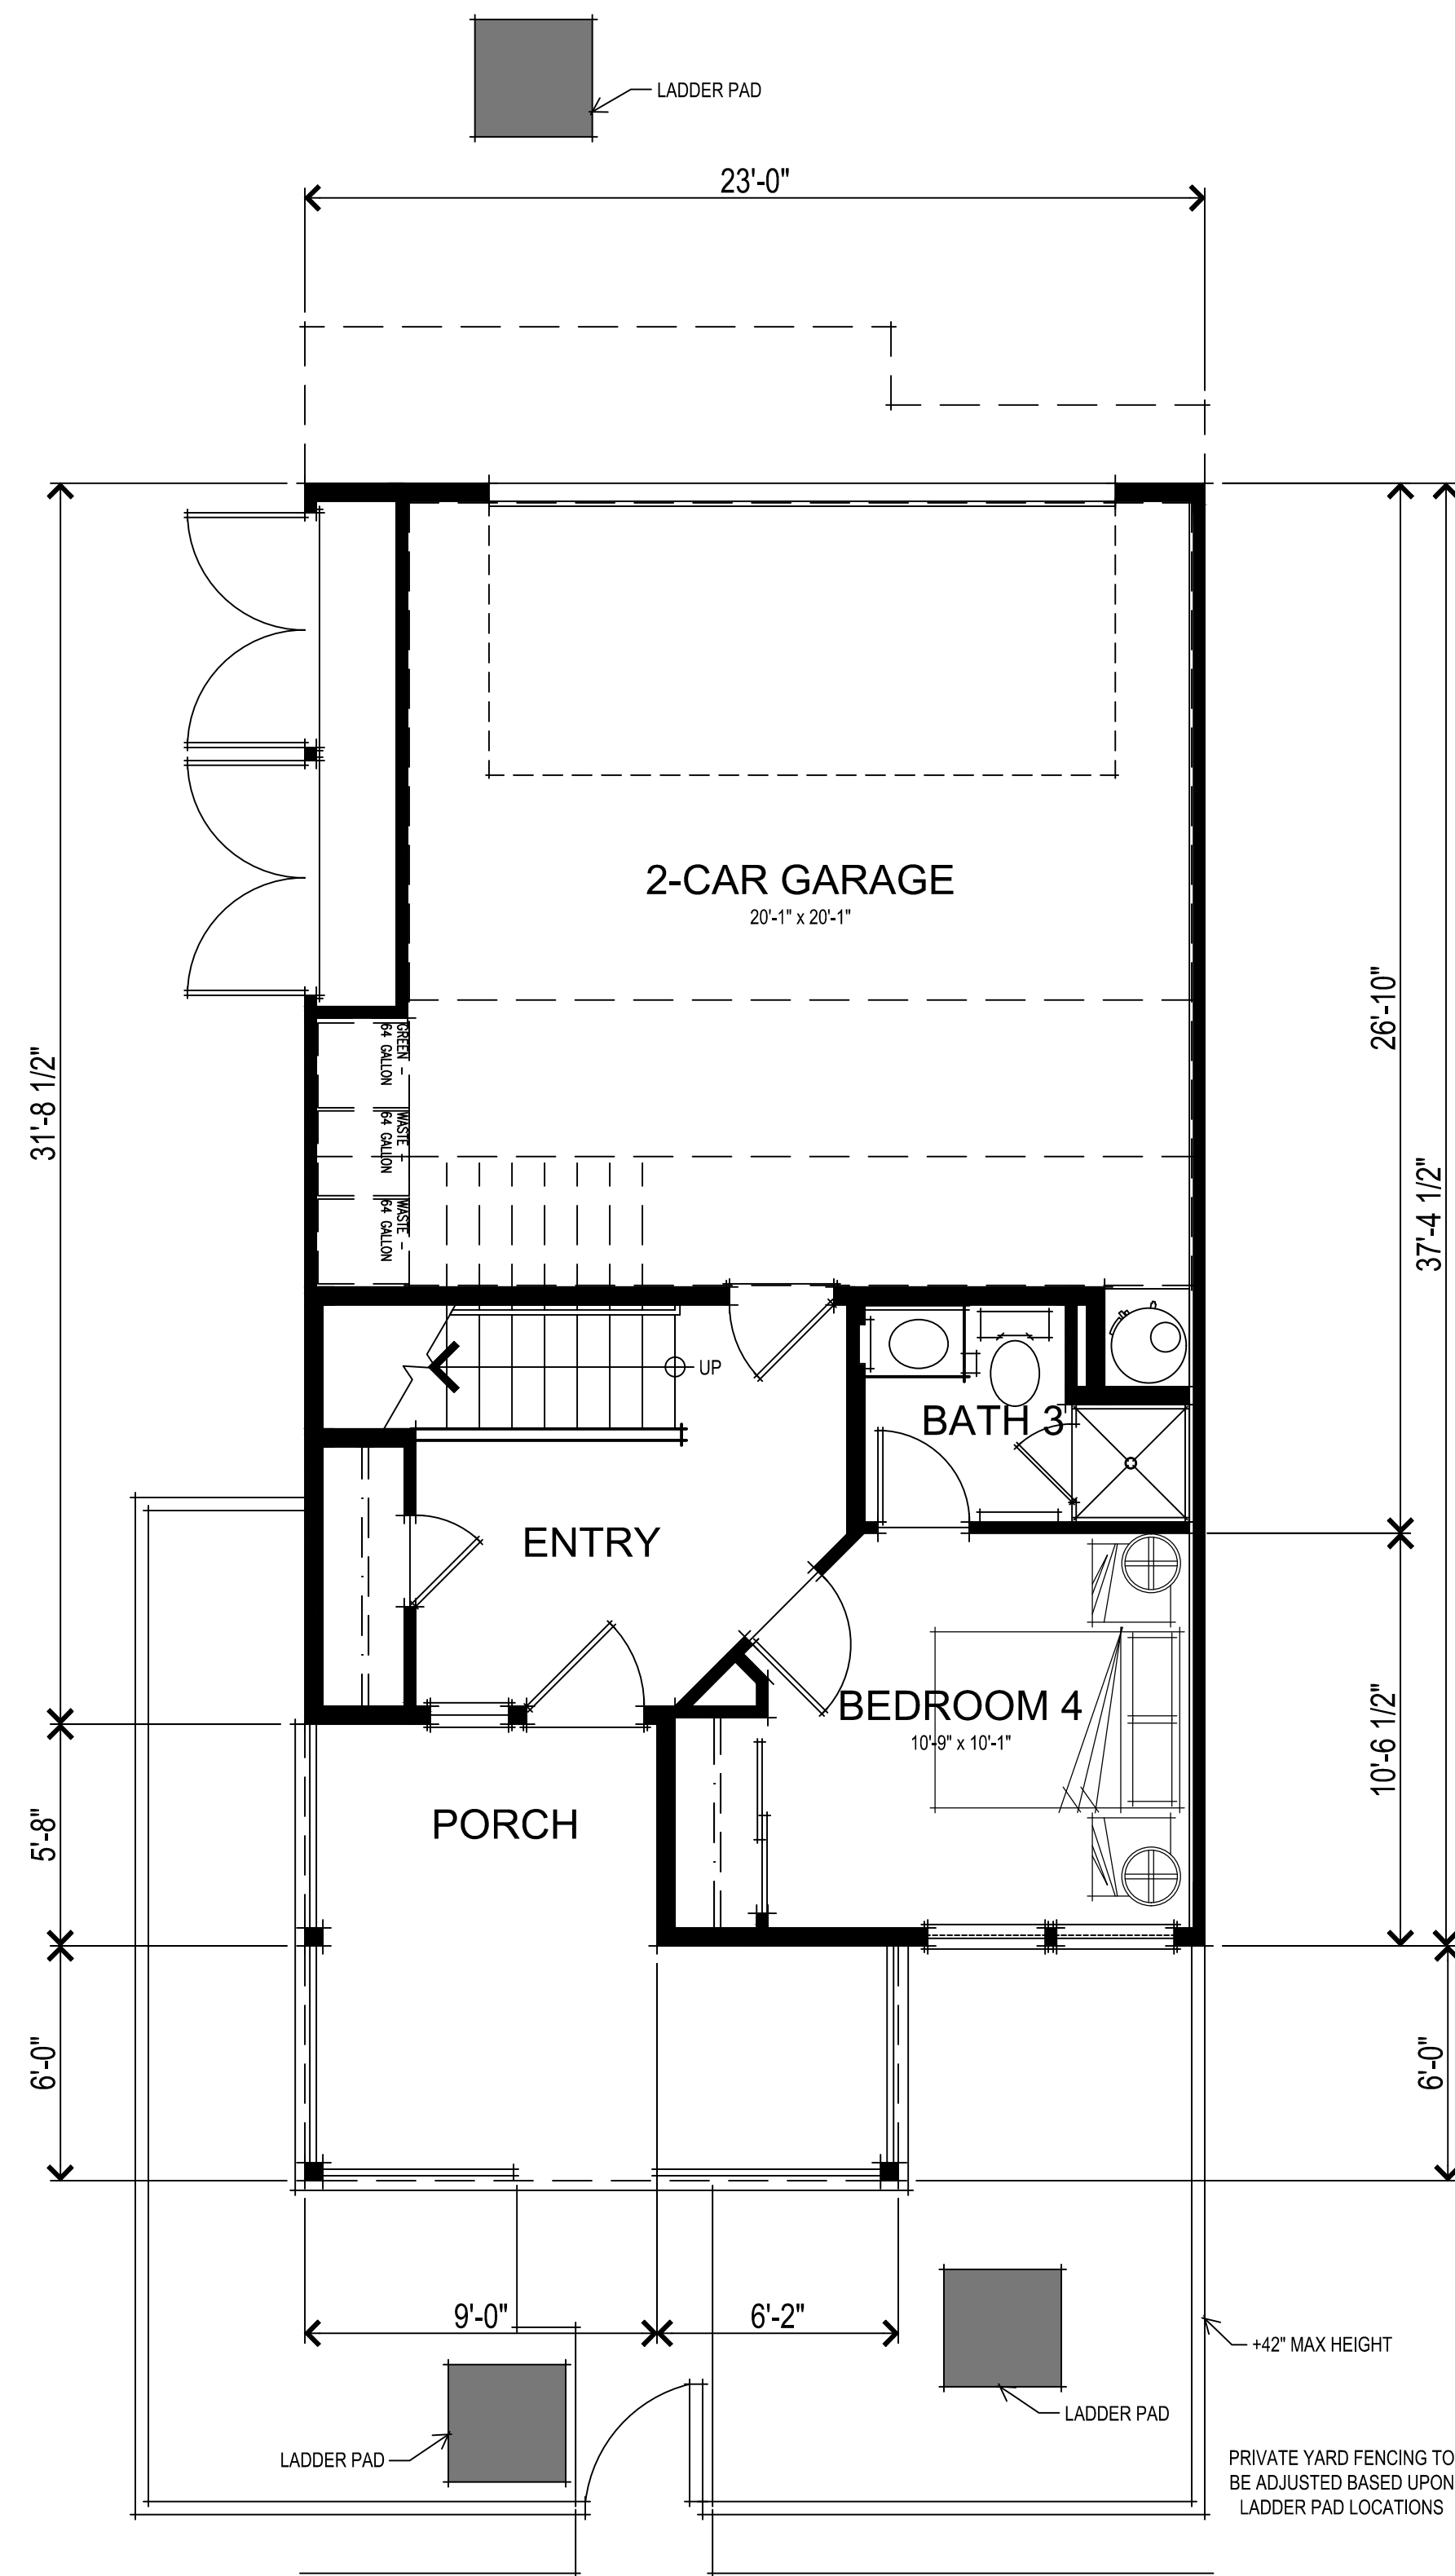 LADDER PAD
23'-0"
2-CAR GARAGE
20'-1" x 20'-1"
26'-10"
31'-8 1/2"
GREEN -
64 GALLON
WASTE -
64 GALLON
WASTE -
64 GALLON
37'-4 1/2"
UP
BATH 3
ENTRY
BEDROOM 4
10'-9" x 10'-1"
10'-6 1/2"
PORCH
5'-8"
6'-0"
6'-0"
9'-0"
6'-2"
+42" MAX HEIGHT
LADDER PAD
LADDER PAD
PRIVATE YARD FENCING TO
BE ADJUSTED BASED UPON
LADDER PAD LOCATIONS